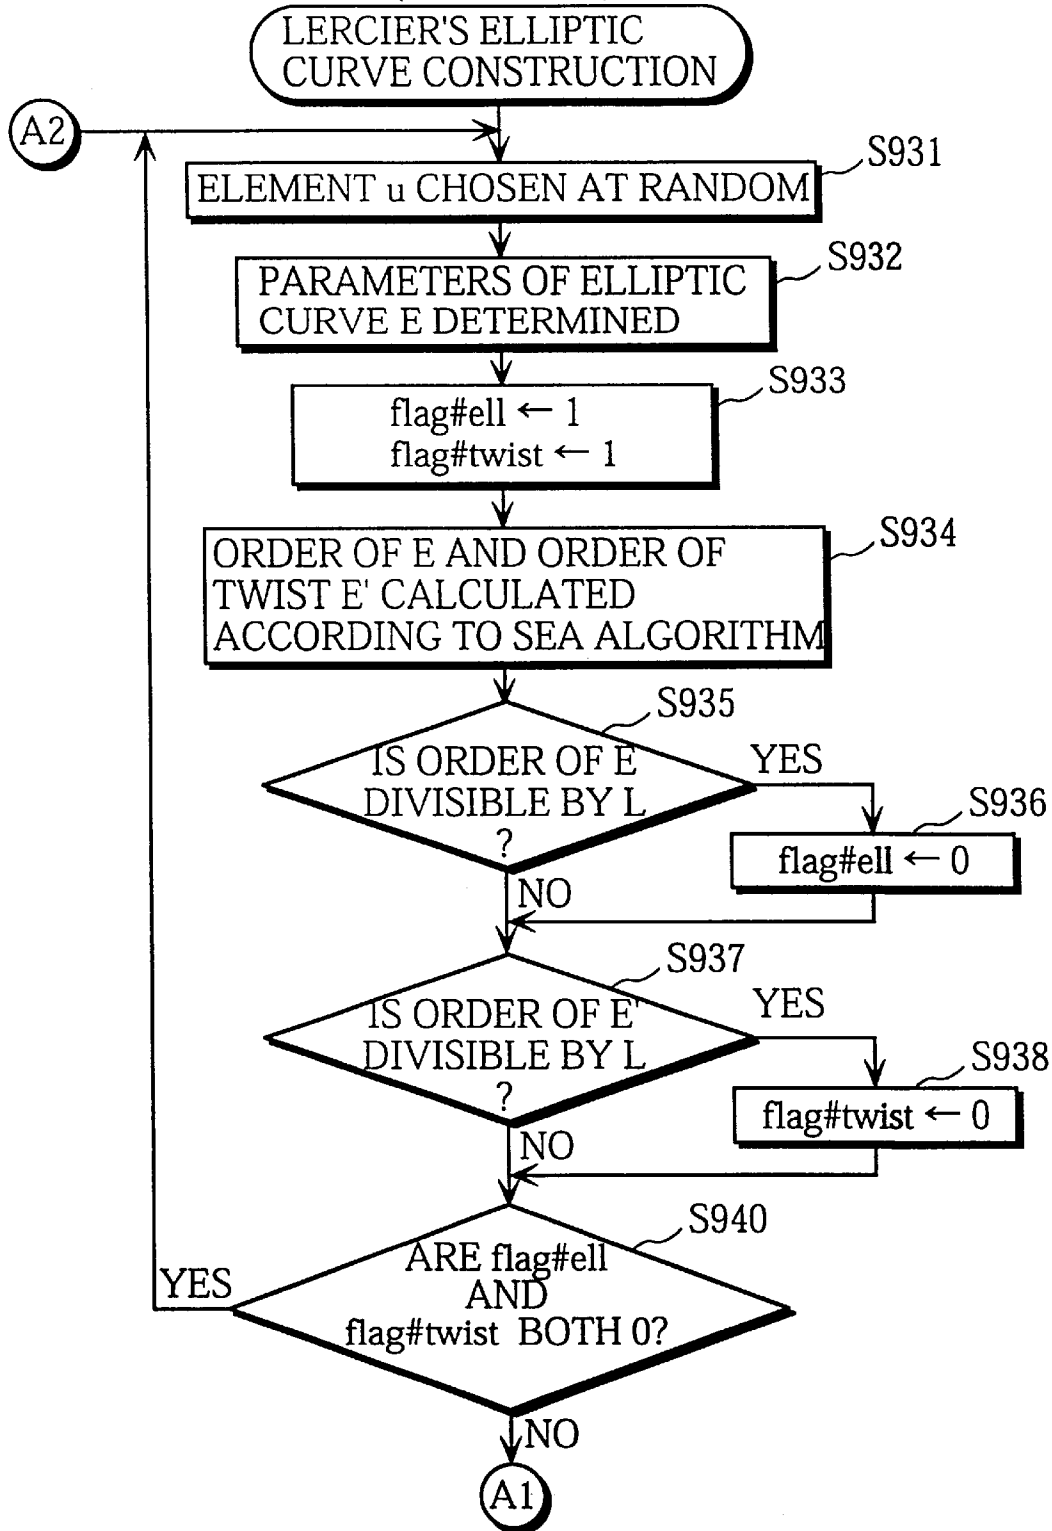 LERCIER'S ELLIPTIC
CURVE CONSTRUCTION
A2
S931
ELEMENT u CHOSEN AT RANDOM
S932
PARAMETERS OF ELLIPTIC
CURVE E DETERMINED
S933
flag#ell ← 1
flag#twist ← 1
S934
ORDER OF E AND ORDER OF
TWIST E' CALCULATED
ACCORDING TO SEA ALGORITHM
S935
IS ORDER OF E
DIVISIBLE BY L
?
YES
S936
flag#ell ← 0
NO
S937
IS ORDER OF E'
DIVISIBLE BY L
?
YES
S938
flag#twist ← 0
NO
S940
ARE flag#ell
AND
flag#twist BOTH 0?
YES
NO
A1